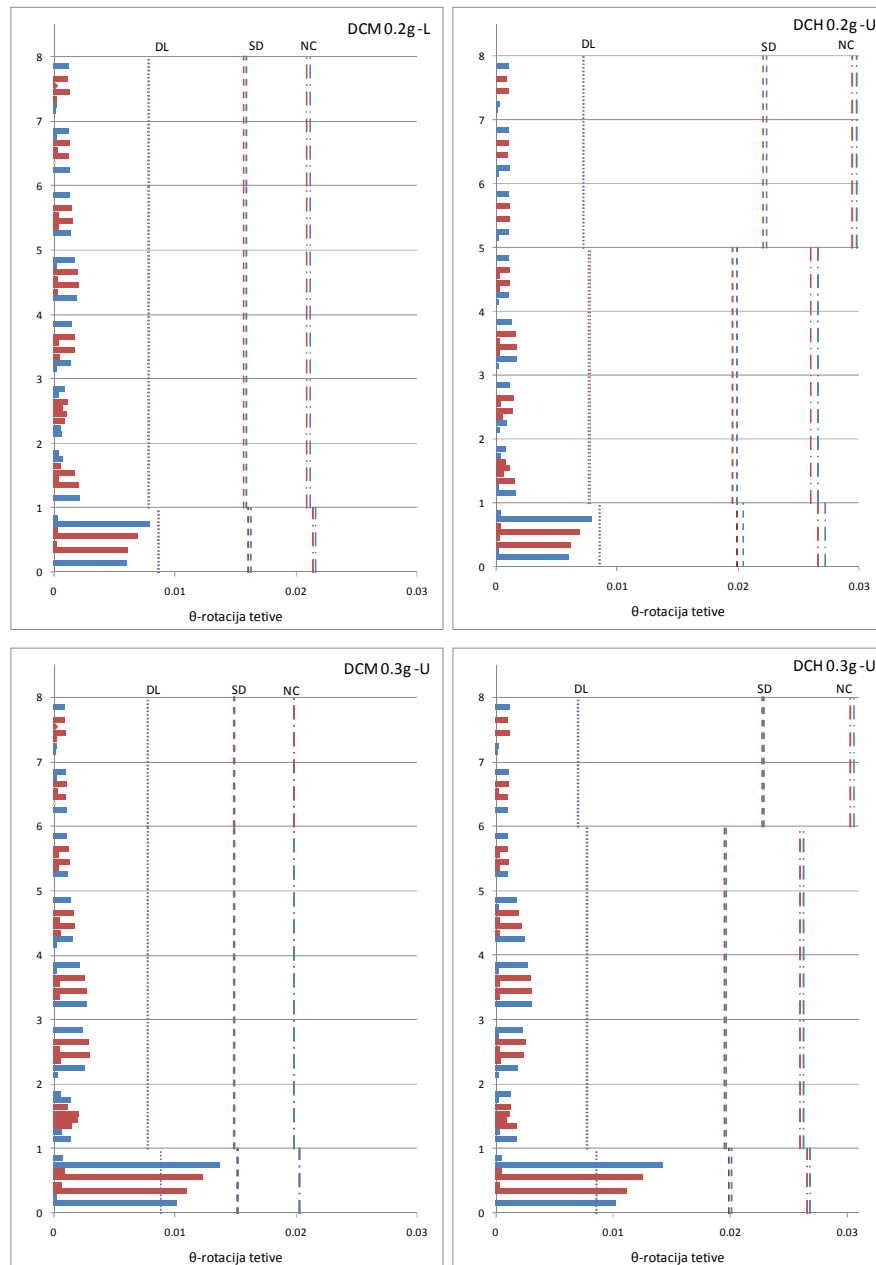 DCM 0.2g -L
DL SD NC
8
7
6
5
4
3
2
1
0
0 0.01 0.02 0.03
θ-rotacija tetive
DCH 0.2g -U
DL SD NC
8
7
6
5
4
3
2
1
0
0 0.01 0.02 0.03
θ-rotacija tetive
DCM 0.3g -U
DL SD NC
8
7
6
5
4
3
2
1
0
0 0.01 0.02 0.03
θ-rotacija tetive
DCH 0.3g -U
DL SD NC
8
7
6
5
4
3
2
1
0
0 0.01 0.02 0.03
θ-rotacija tetive